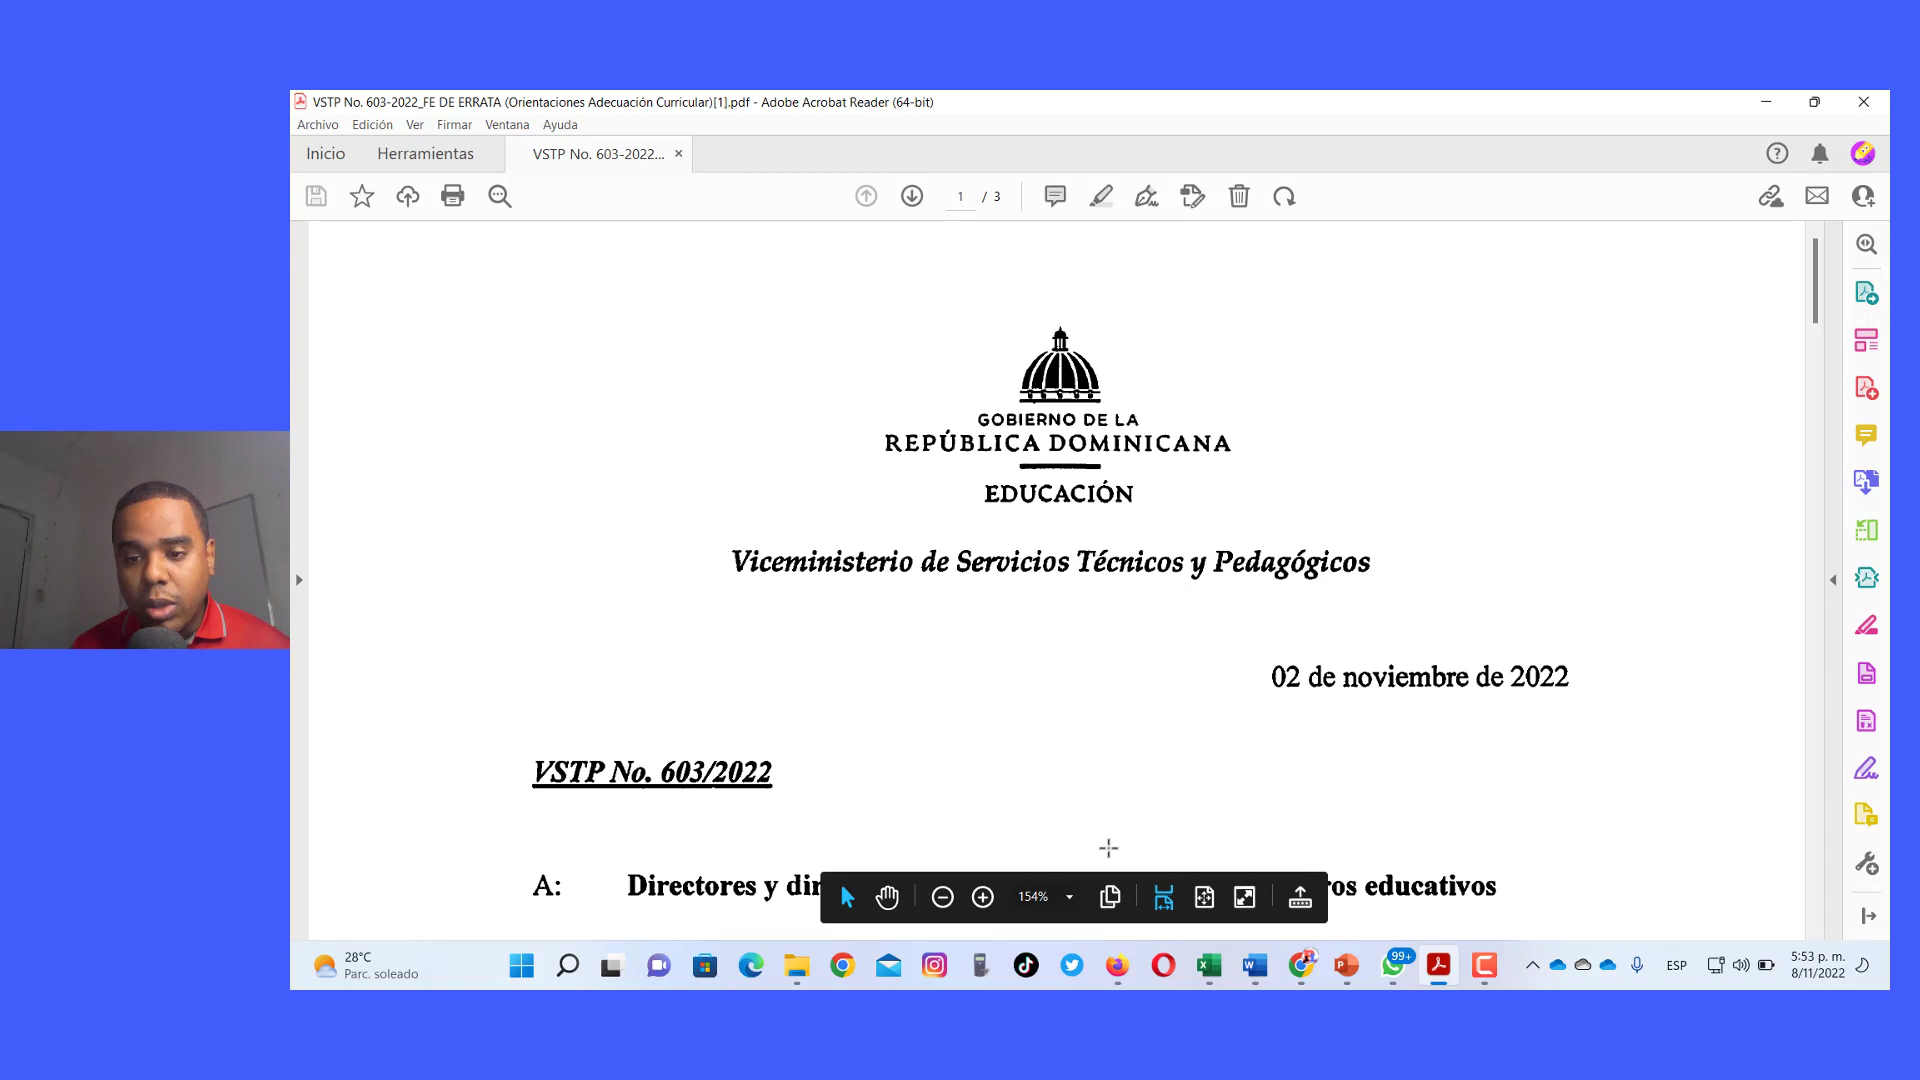 VSTP No. 603-2022_FE DE ERRATA (Orientaciones Adecuación Curricular)[1].pdf - Adobe Acrobat Reader (64-bit)
Archivo Edición Ver Firmar Ventana Ayuda
Inicio Herramientas VSTP No. 603-2022...
1 / 3
GOBIERNO DE LA
REPÚBLICA DOMINICANA
EDUCACIÓN
Viceministerio de Servicios Técnicos y Pedagógicos
02 de noviembre de 2022
VSTP No. 603/2022
A: Directores y educativos
154%
28°C
Parc. soleado
99+
ESP
5:53 p. m.
8/11/2022